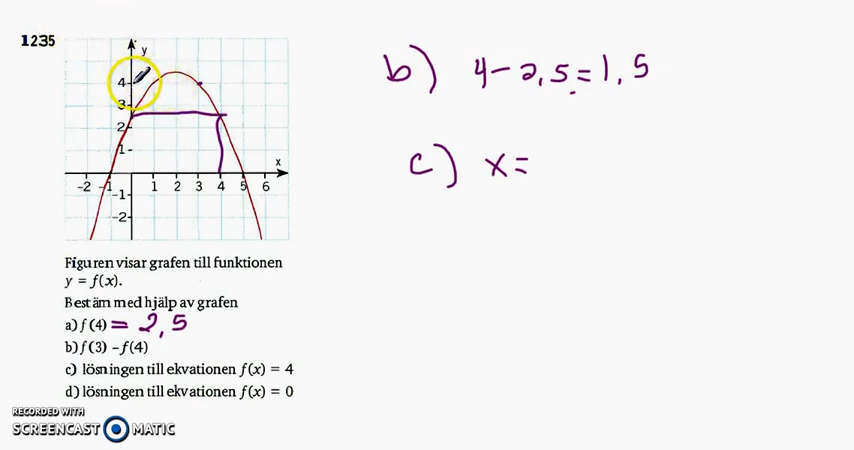 1235
y
4
3
2
1
x
-2 -1 1 2 3 4 5 6
-1
-2
Figuren visar grafen till funktionen
y = f(x).
Bestäm med hjälp av grafen
a) f(4) = 2,5
b) f(3) - f(4)
c) lösningen till ekvationen f(x) = 4
d) lösningen till ekvationen f(x) = 0
b) 4-2,5=1,5
c) x=
RECORDED WITH
SCREENCAST MATIC